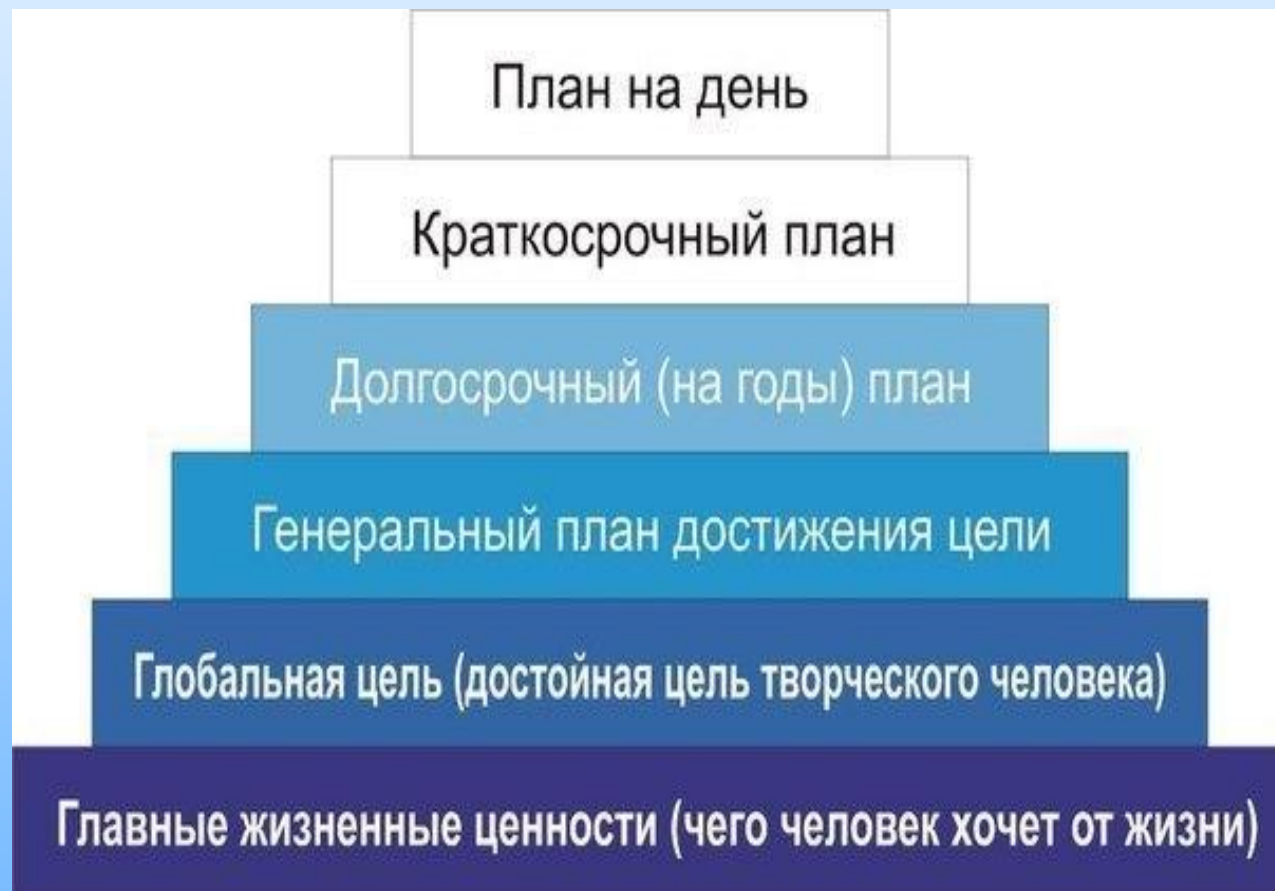 План на день
Краткосрочный план
Долгосрочный (на годы) план
Генеральный план достижения цели
Глобальная цель (достойная цель творческого человека)
Главные жизненные ценности (чего человек хочет от жизни)